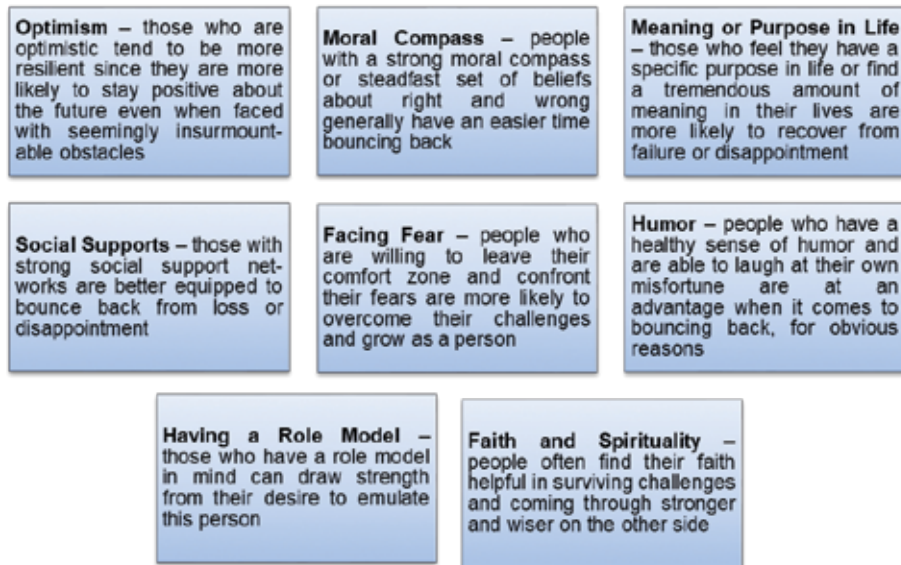 Optimism – those who are
optimistic tend to be more
resilient since they are more
likely to stay positive about
the future even when faced
with seemingly insurmount-
able obstacles
Moral Compass – people
with a strong moral compass
or steadfast set of beliefs
about right and wrong
generally have an easier time
bouncing back
Meaning or Purpose in Life
– those who feel they have a
specific purpose in life or find
a tremendous amount of
meaning in their lives are
more likely to recover from
failure or disappointment
Social Supports – those with
strong social support net-
works are better equipped to
bounce back from loss or
disappointment
Facing Fear – people who
are willing to leave their
comfort zone and confront
their fears are more likely to
overcome their challenges
and grow as a person
Humor – people who have a
healthy sense of humor and
are able to laugh at their own
misfortune are at an
advantage when it comes to
bouncing back, for obvious
reasons
Having a Role Model –
those who have a role model
in mind can draw strength
from their desire to emulate
this person
Faith and Spirituality –
people often find their faith
helpful in surviving challenges
and coming through stronger
and wiser on the other side